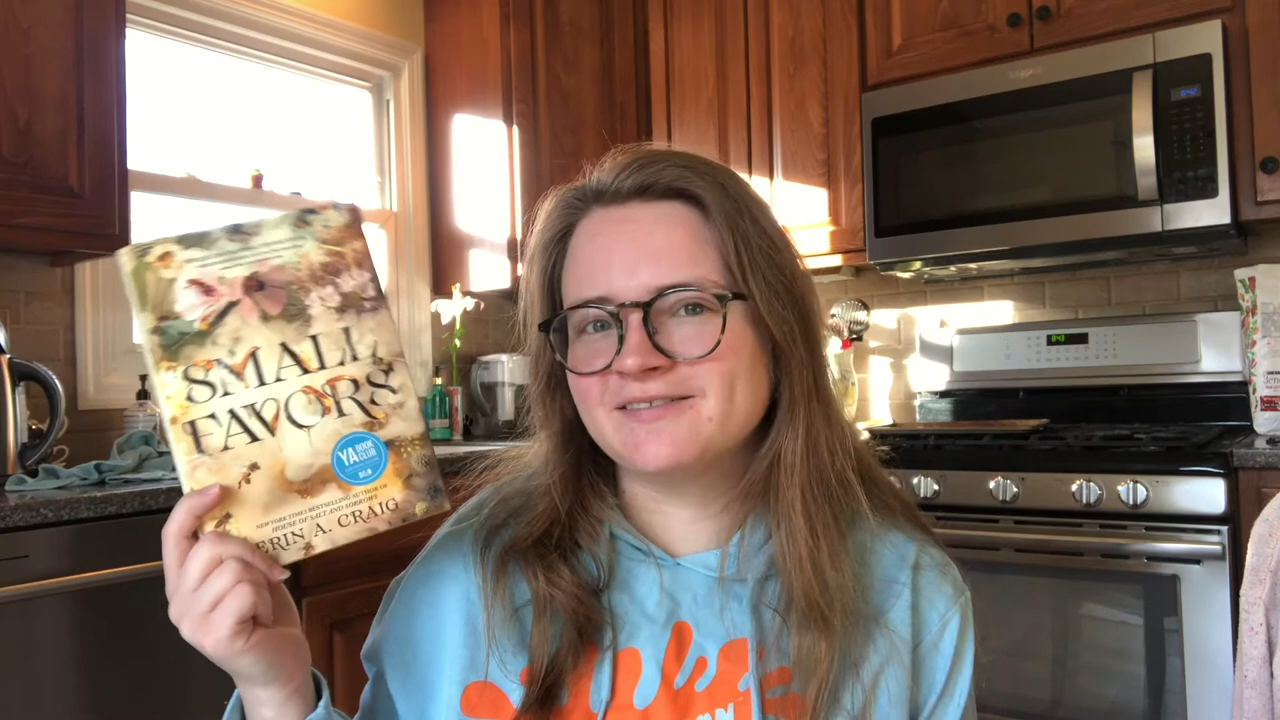 SMALL
FAVORS
YA BOOK
CLUB
NEW YORK TIMES BESTSELLING AUTHOR OF
HOUSE OF SALT AND SORROWS
ERIN A. CRAIG